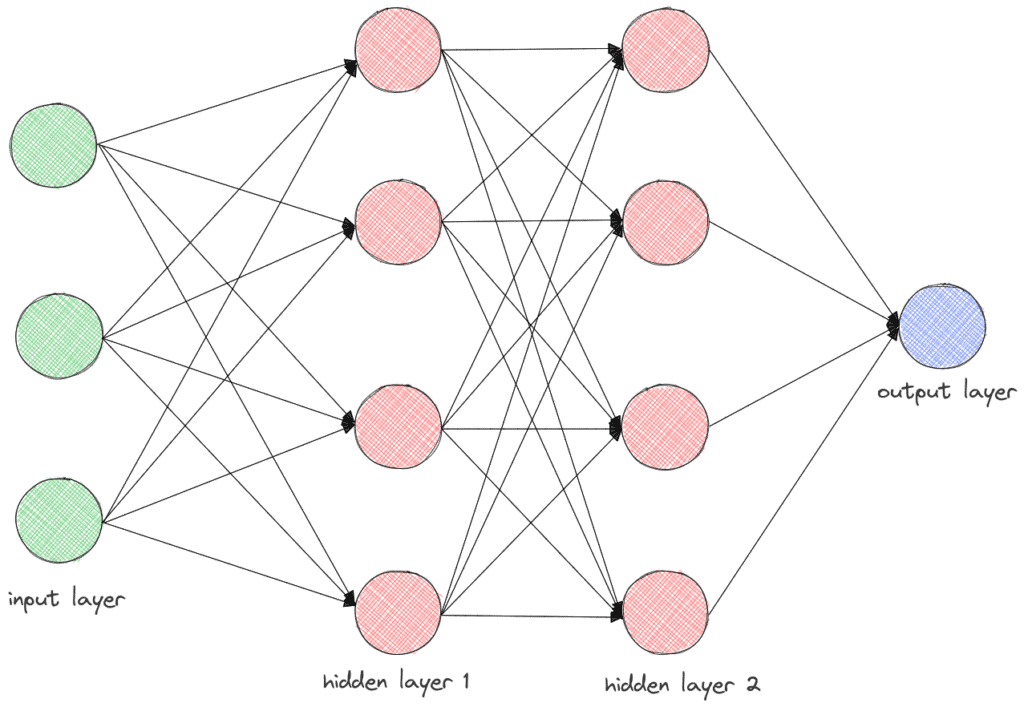 input layer
hidden layer 1
hidden layer 2
output layer